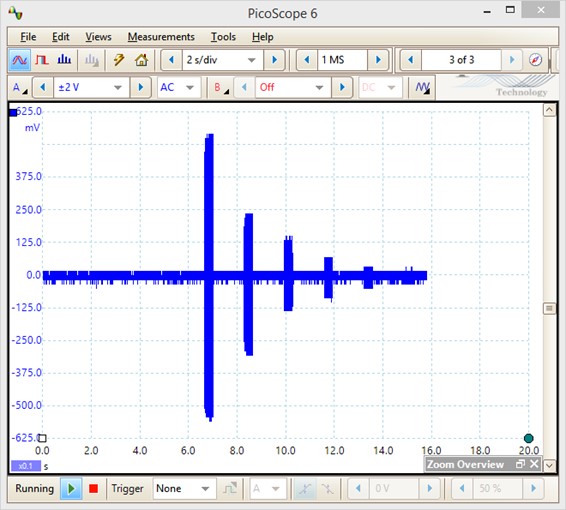 PicoScope 6
File Edit Views Measurements Tools Help
2 s/div 1 MS 3 of 3
A ±2 V AC B Off DC
Technology
625.0
mV
375.0
250.0
125.0
0.0
-125.0
-250.0
-375.0
-500.0
-625.0
0.0 2.0 4.0 6.0 8.0 10.0 12.0 14.0 16.0 20.0
x0.1 s
Zoom Overview
Running Trigger None A 0 V 50 %